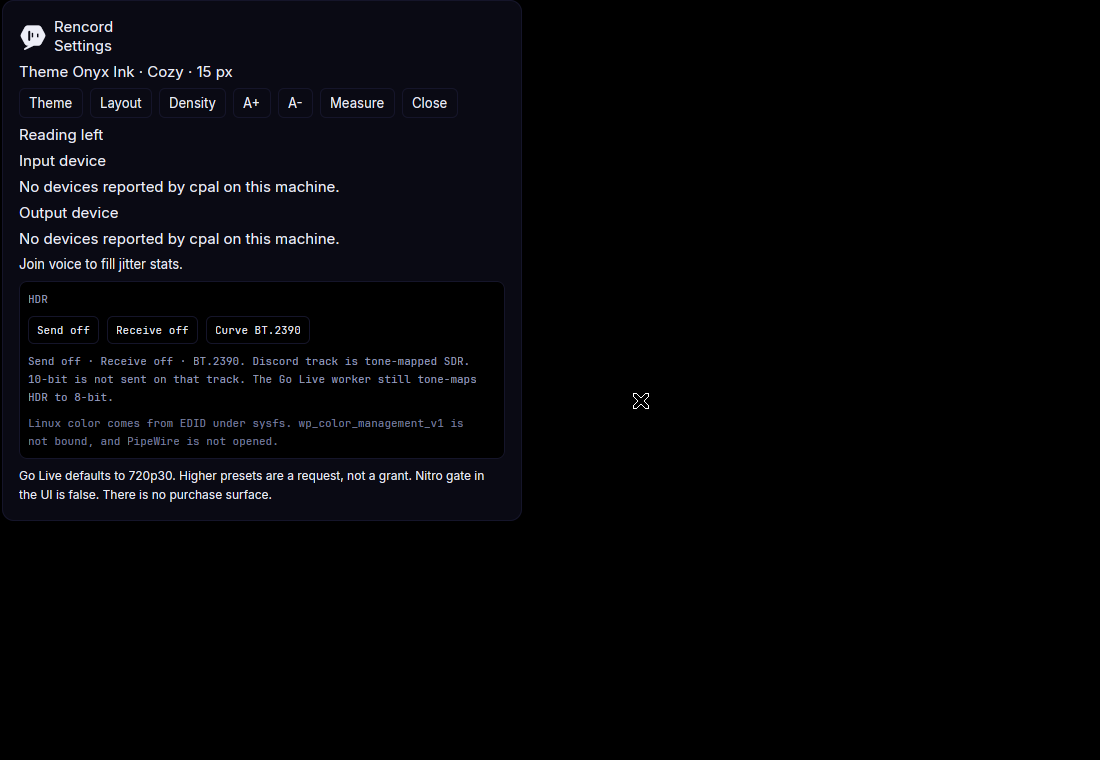 Rencord
Settings
Theme Onyx Ink · Cozy · 15 px
Theme Layout Density A+ A- Measure Close
Reading left
Input device
No devices reported by cpal on this machine.
Output device
No devices reported by cpal on this machine.
Join voice to fill jitter stats.
HDR
Send off Receive off Curve BT.2390
Send off · Receive off · BT.2390. Discord track is tone-mapped SDR.
10-bit is not sent on that track. The Go Live worker still tone-maps
HDR to 8-bit.
Linux color comes from EDID under sysfs. wp_color_management_v1 is
not bound, and PipeWire is not opened.
Go Live defaults to 720p30. Higher presets are a request, not a grant. Nitro gate in
the UI is false. There is no purchase surface.